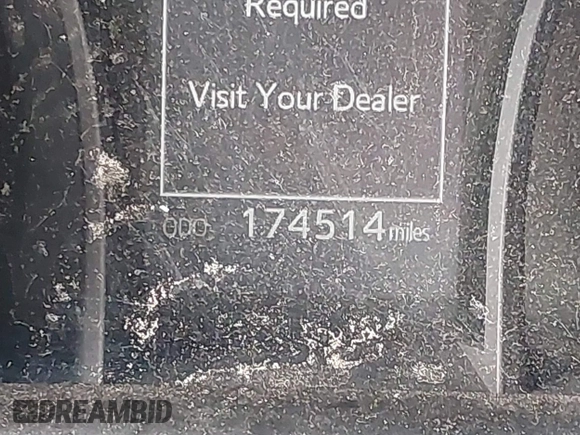 Required
Visit Your Dealer
ODO 174514 miles
DREAMBID